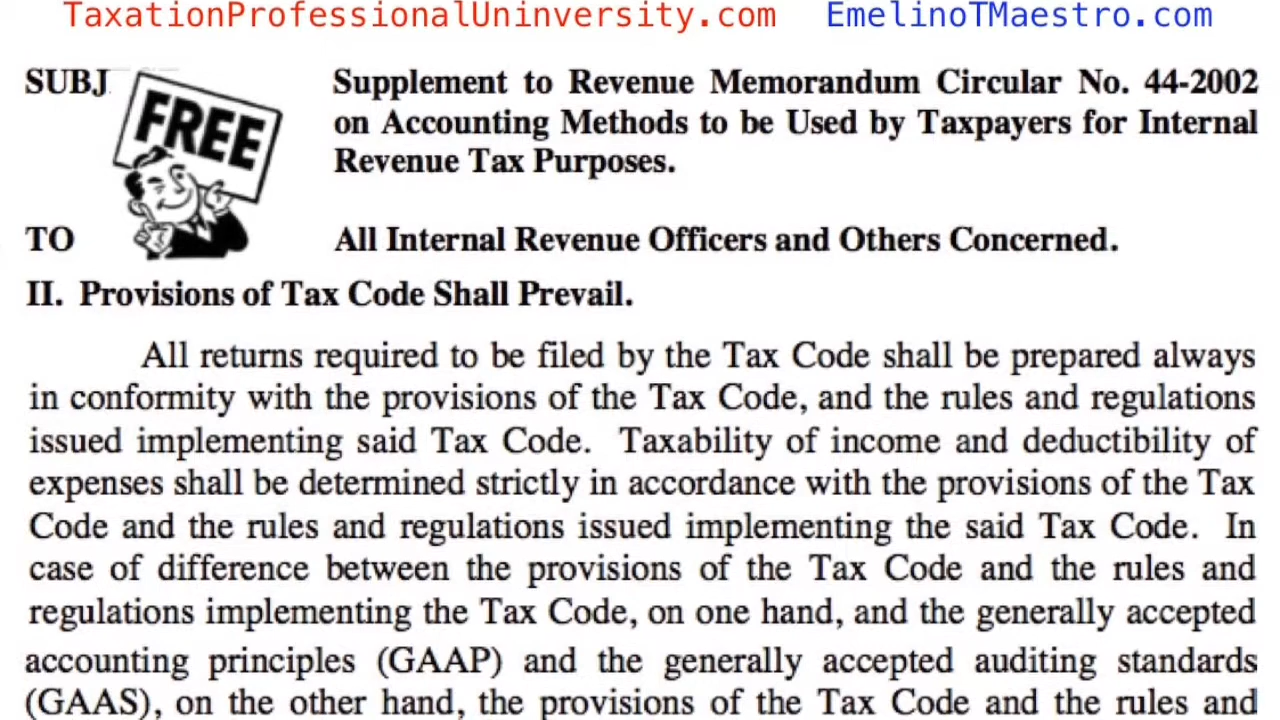 TaxationProfessionalUninversity.com EmelinoTMaestro.com
SUBJ Supplement to Revenue Memorandum Circular No. 44-2002
FREE
on Accounting Methods to be Used by Taxpayers for Internal
Revenue Tax Purposes.
TO All Internal Revenue Officers and Others Concerned.
II. Provisions of Tax Code Shall Prevail.
All returns required to be filed by the Tax Code shall be prepared always
in conformity with the provisions of the Tax Code, and the rules and regulations
issued implementing said Tax Code. Taxability of income and deductibility of
expenses shall be determined strictly in accordance with the provisions of the Tax
Code and the rules and regulations issued implementing the said Tax Code. In
case of difference between the provisions of the Tax Code and the rules and
regulations implementing the Tax Code, on one hand, and the generally accepted
accounting principles (GAAP) and the generally accepted auditing standards
(GAAS), on the other hand, the provisions of the Tax Code and the rules and